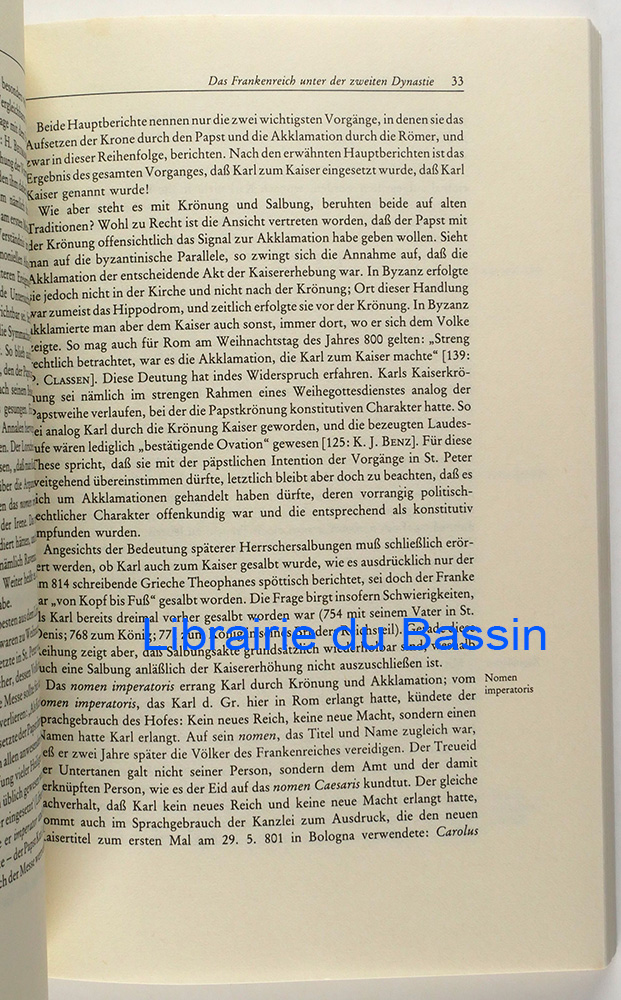 Das Frankenreich unter der zweiten Dynastie 33
Beide Hauptberichte nennen nur die zwei wichtigsten Vorgänge, in denen sie das
Aufsetzen der Krone durch den Papst und die Akklamation durch die Römer, und
zwar in dieser Reihenfolge, berichten. Nach den erwähnten Hauptberichten ist das
Ergebnis des gesamten Vorganges, daß Karl zum Kaiser eingesetzt wurde, daß Karl
Kaiser genannt wurde!
Wie aber steht es mit Krönung und Salbung, beruhten beide auf alten
Traditionen? Wohl zu Recht ist die Ansicht vertreten worden, daß der Papst mit
der Krönung offensichtlich das Signal zur Akklamation habe geben wollen. Sieht
man auf die byzantinische Parallele, so zwingt sich die Annahme auf, daß die
Akklamation der entscheidende Akt der Kaisererhebung war. In Byzanz erfolgte
sie jedoch nicht in der Kirche und nicht nach der Krönung; Ort dieser Handlung
war zumeist das Hippodrom, und zeitlich erfolgte sie vor der Krönung. In Byzanz
akklamierte man aber dem Kaiser auch sonst, immer dort, wo er sich dem Volke
zeigte. So mag auch für Rom am Weihnachtstag des Jahres 800 gelten: „Streng
rechtlich betrachtet, war es die Akklamation, die Karl zum Kaiser machte“ [139:
P. CLASSEN]. Diese Deutung hat indes Widerspruch erfahren. Karls Kaiserkrö-
nung sei nämlich im strengen Rahmen eines Weihegottesdienstes analog der
Papstweihe verlaufen, bei der die Papstkrönung konstitutiven Charakter hatte. So
sei analog Karl durch die Krönung Kaiser geworden, und die bezeugten Laudes-
rufe wären lediglich „bestätigende Ovation“ gewesen [125: K. J. BENZ]. Für diese
These spricht, daß sie mit der päpstlichen Intention der Vorgänge in St. Peter
weitgehend übereinstimmen dürfte, letztlich bleibt aber doch zu beachten, daß es
sich um Akklamationen gehandelt haben dürfte, deren vorrangig politisch-
rechtlicher Charakter offenkundig war und die entsprechend als konstitutiv
empfunden wurden.
Angesichts der Bedeutung späterer Herrschersalbungen muß schließlich erör-
tert werden, ob Karl auch zum Kaiser gesalbt wurde, wie es ausdrücklich nur der
um 814 schreibende Grieche Theophanes spöttisch berichtet, sei doch der Franke
gar „von Kopf bis Fuß“ gesalbt worden. Die Frage birgt insofern Schwierigkeiten,
als Karl bereits dreimal vorher gesalbt worden war (754 mit seinem Vater in St.
Denis; 768 zum König; 771 zum König in seines Bruders Reichsteil). Gerade diese
Reihung zeigt aber, daß Salbungsakte grundsätzlich wiederholbar sind, weshalb
auch eine Salbung anläßlich der Kaisererhöhung nicht auszuschließen ist.
Das nomen imperatoris errang Karl durch Krönung und Akklamation; vom
nomen imperatoris, das Karl d. Gr. hier in Rom erlangt hatte, kündete der
Sprachgebrauch des Hofes: Kein neues Reich, keine neue Macht, sondern einen
Namen hatte Karl erlangt. Auf sein nomen, das Titel und Name zugleich war,
ließ er zwei Jahre später die Völker des Frankenreiches vereidigen. Der Treueid
der Untertanen galt nicht seiner Person, sondern dem Amt und der damit
verknüpften Person, wie es der Eid auf das nomen Caesaris kundtut. Der gleiche
Sachverhalt, daß Karl kein neues Reich und keine neue Macht erlangt hatte,
kommt auch im Sprachgebrauch der Kanzlei zum Ausdruck, die den neuen
Kaisertitel zum ersten Mal am 29. 5. 801 in Bologna verwendete: Carolus
Nomen
imperatoris
Librairie du Bassin